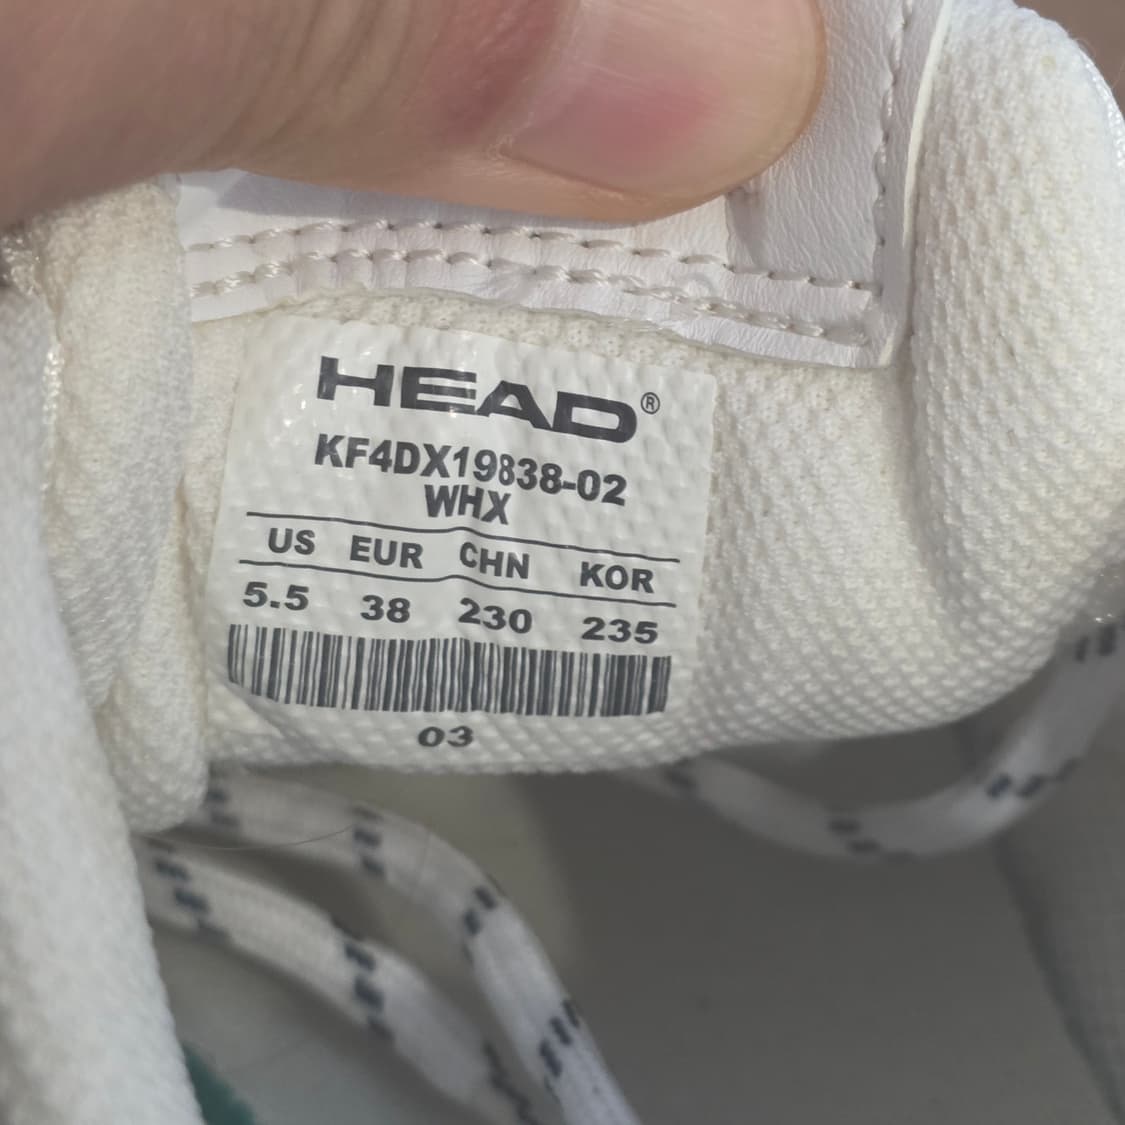 HEAD®
KF4DX19838-02
WHX
US EUR CHN KOR
5.5 38 230 235
03